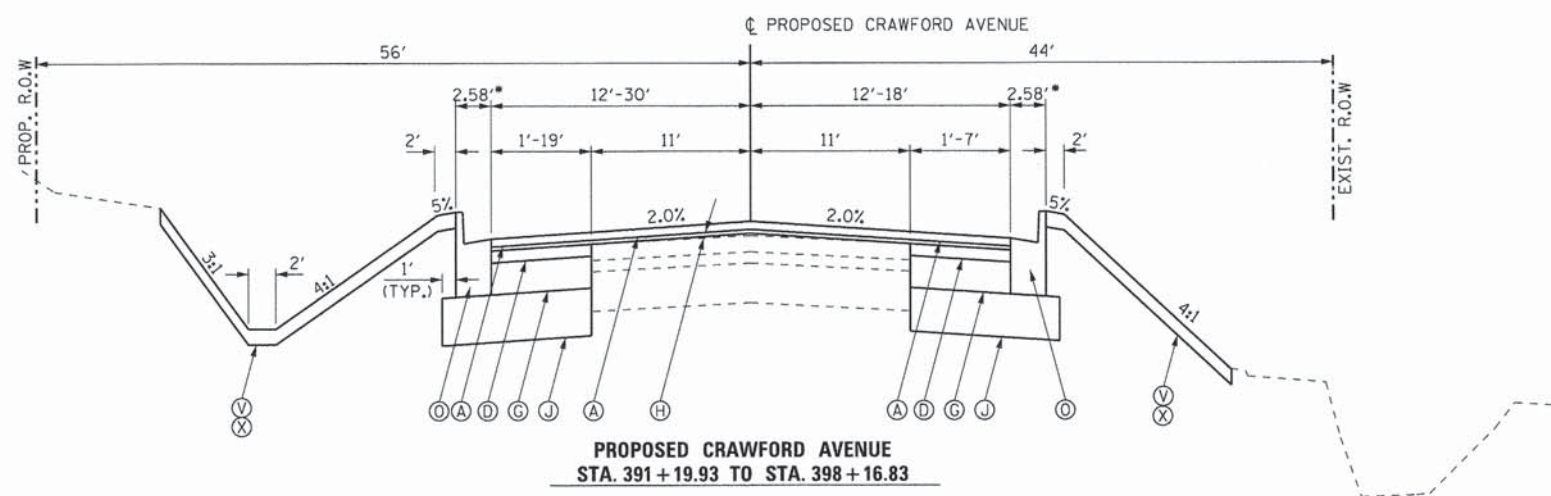 ℄ PROPOSED CRAWFORD AVENUE
56' 44'
PROP. R.O.W
EXIST. R.O.W
2.58'* 12'-30' 12'-18' 2.58'*
2' 1'-19' 11' 11' 1'-7' 2'
5% 2.0% 2.0% 5%
3:1 2' 4:1 1' 4:1
(TYP.)
V O A D G J A H A D G J O V
X X
PROPOSED CRAWFORD AVENUE
STA. 391+19.93 TO STA. 398+16.83